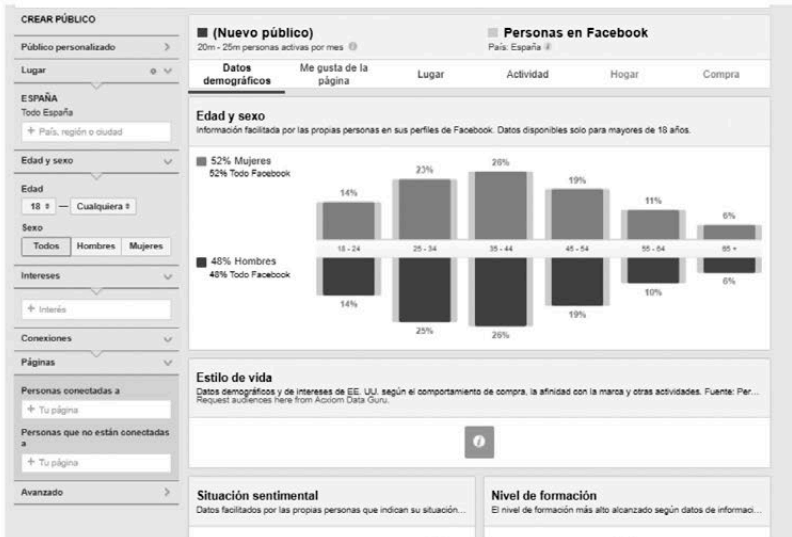 CREAR PÚBLICO
Público personalizado
Lugar
ESPAÑA
Todo España
+ País, región o ciudad
Edad y sexo
Edad
18 — Cualquiera
Sexo
Todos Hombres Mujeres
Intereses
+ Interés
Conexiones
Páginas
Personas conectadas a
+ Tu página
Personas que no están conectadas
a
+ Tu página
Avanzado
(Nuevo público)
20m - 25m personas activas por mes
Personas en Facebook
País: España
Datos demográficos
Me gusta de la página
Lugar
Actividad
Hogar
Compra
Edad y sexo
Información facilitada por las propias personas en sus perfiles de Facebook. Datos disponibles solo para mayores de 18 años.
52% Mujeres
52% Todo Facebook
14% 23% 26% 19% 11% 6%
18 - 24 25 - 34 35 - 44 45 - 54 55 - 64 65 +
48% Hombres
48% Todo Facebook
14% 25% 26% 19% 10% 6%
Estilo de vida
Datos demográficos y de intereses de EE. UU. según el comportamiento de compra, la afinidad con la marca y otras actividades. Fuente: Per...
Request audiences here from Acxiom Data Guru.
Situación sentimental
Datos facilitados por las propias personas que indican su situación...
Nivel de formación
El nivel de formación más alto alcanzado según datos de informaci...